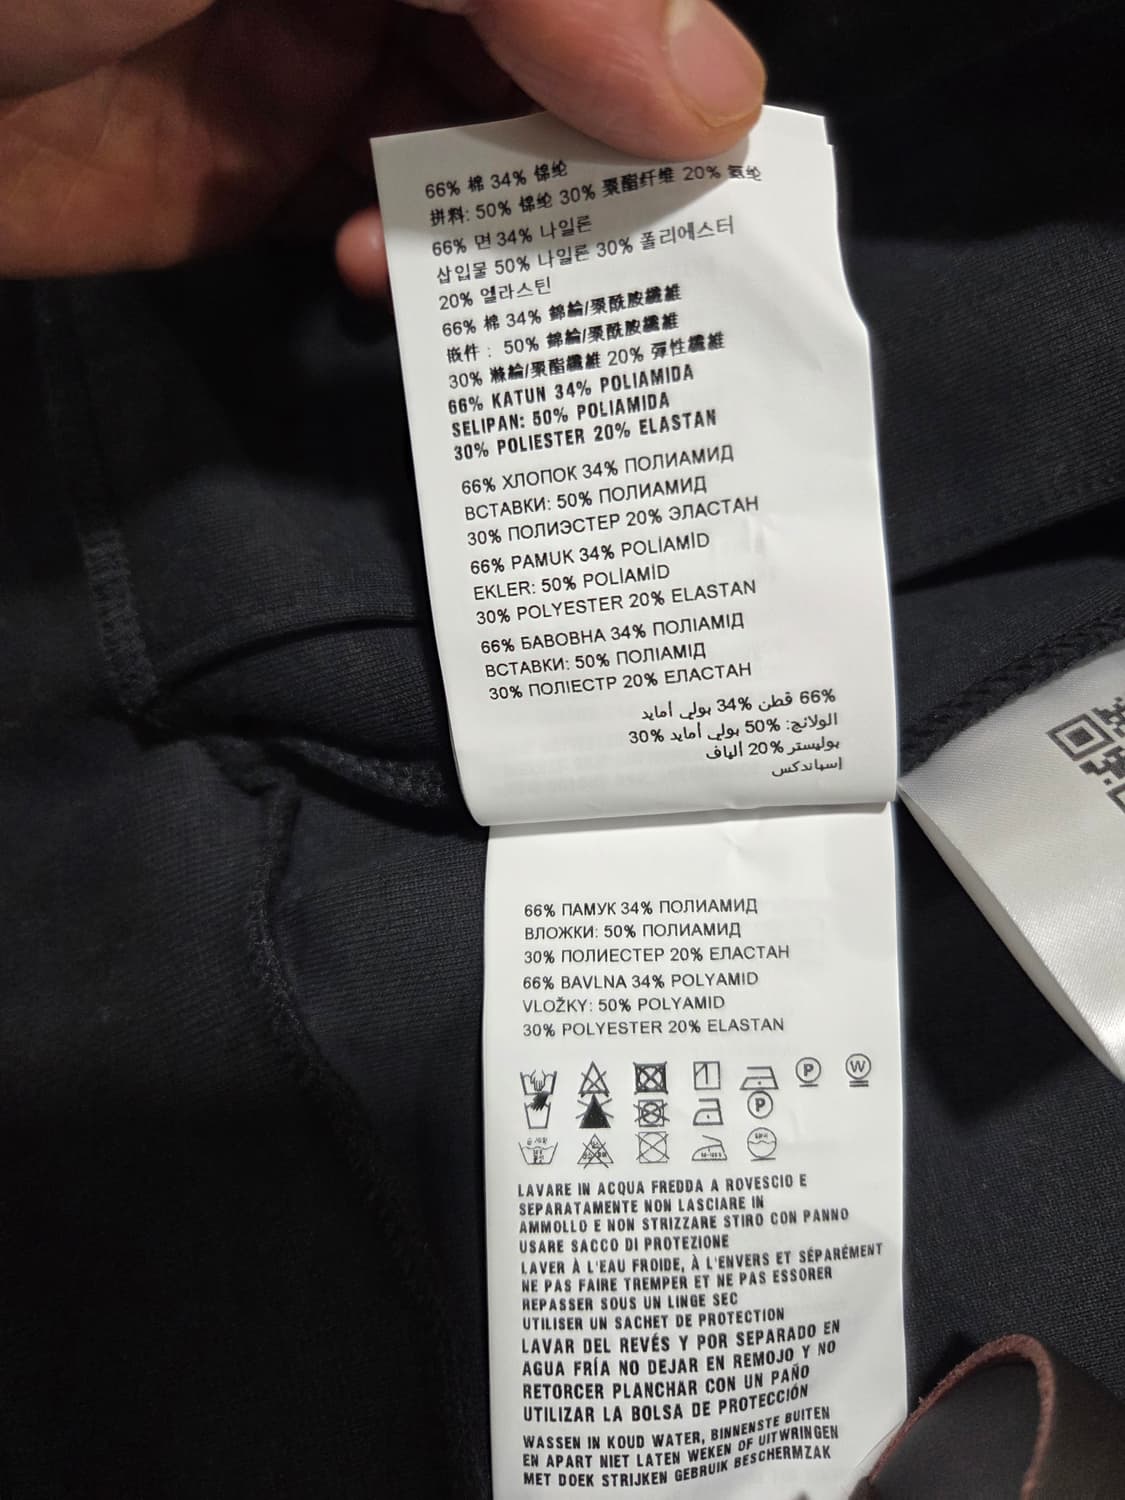 66% 棉 34% 锦纶
拼料: 50% 锦纶 30% 聚酯纤维 20% 氨纶
66% 면 34% 나일론
삽입물 50% 나일론 30% 폴리에스터
20% 엘라스틴
66% 棉 34% 錦綸/聚酰胺纖維
嵌件： 50% 錦綸/聚酰胺纖維
30% 滌綸/聚酯纖維 20% 彈性纖維
66% KATUN 34% POLIAMIDA
SELIPAN: 50% POLIAMIDA
30% POLIESTER 20% ELASTAN
66% ХЛОПОК 34% ПОЛИАМИД
ВСТАВКИ: 50% ПОЛИАМИД
30% ПОЛИЭСТЕР 20% ЭЛАСТАН
66% PAMUK 34% POLİAMİD
EKLER: 50% POLİAMİD
30% POLYESTER 20% ELASTAN
66% БАВОВНА 34% ПОЛІАМІД
ВСТАВКИ: 50% ПОЛІАМІД
30% ПОЛІЕСТР 20% ЕЛАСТАН
66% قطن 34% بولي أمايد
الولائج: 50% بولي أمايد 30%
بوليستر 20% ألياف
اسباندكس
66% ПАМУК 34% ПОЛИАМИД
ВЛОЖКИ: 50% ПОЛИАМИД
30% ПОЛИЕСТЕР 20% ЕЛАСТАН
66% BAVLNA 34% POLYAMID
VLOŽKY: 50% POLYAMID
30% POLYESTER 20% ELASTAN
P W
P
LAVARE IN ACQUA FREDDA A ROVESCIO E
SEPARATAMENTE NON LASCIARE IN
AMMOLLO E NON STRIZZARE STIRO CON PANNO
USARE SACCO DI PROTEZIONE
LAVER À L'EAU FROIDE, À L'ENVERS ET SÉPARÉMENT
NE PAS FAIRE TREMPER ET NE PAS ESSORER
REPASSER SOUS UN LINGE SEC
UTILISER UN SACHET DE PROTECTION
LAVAR DEL REVÉS Y POR SEPARADO EN
AGUA FRÍA NO DEJAR EN REMOJO Y NO
RETORCER PLANCHAR CON UN PAÑO
UTILIZAR LA BOLSA DE PROTECCIÓN
WASSEN IN KOUD WATER, BINNENSTE BUITEN
EN APART NIET LATEN WEKEN OF UITWRINGEN
MET DOEK STRIJKEN GEBRUIK BESCHERMZAK